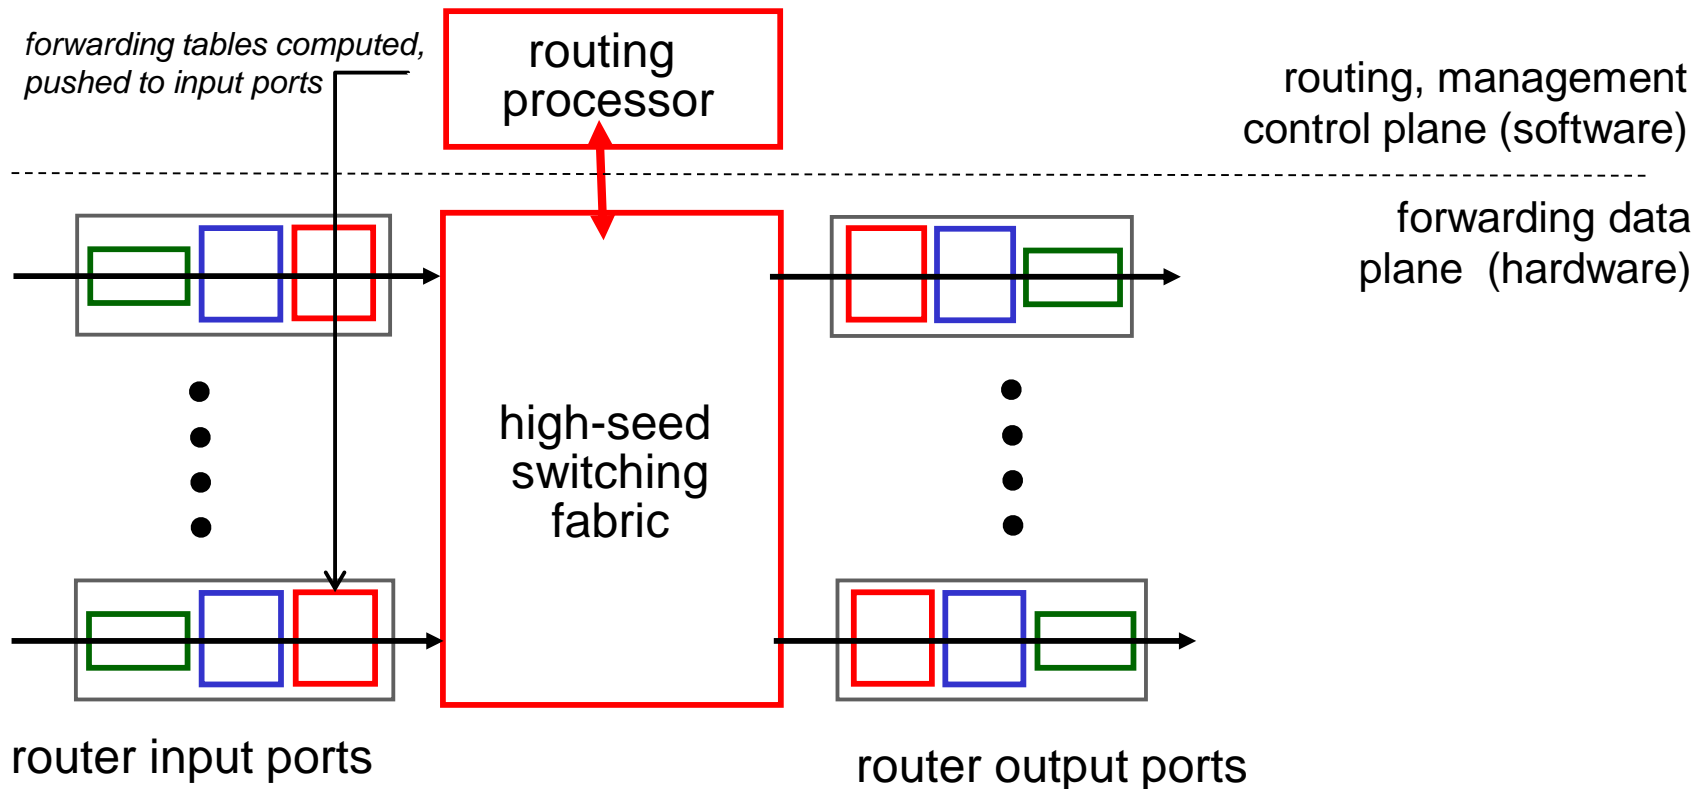 forwarding tables computed,
pushed to input ports
routing
processor
routing, management
control plane (software)
forwarding data
plane (hardware)
high-seed
switching
fabric
router input ports
router output ports